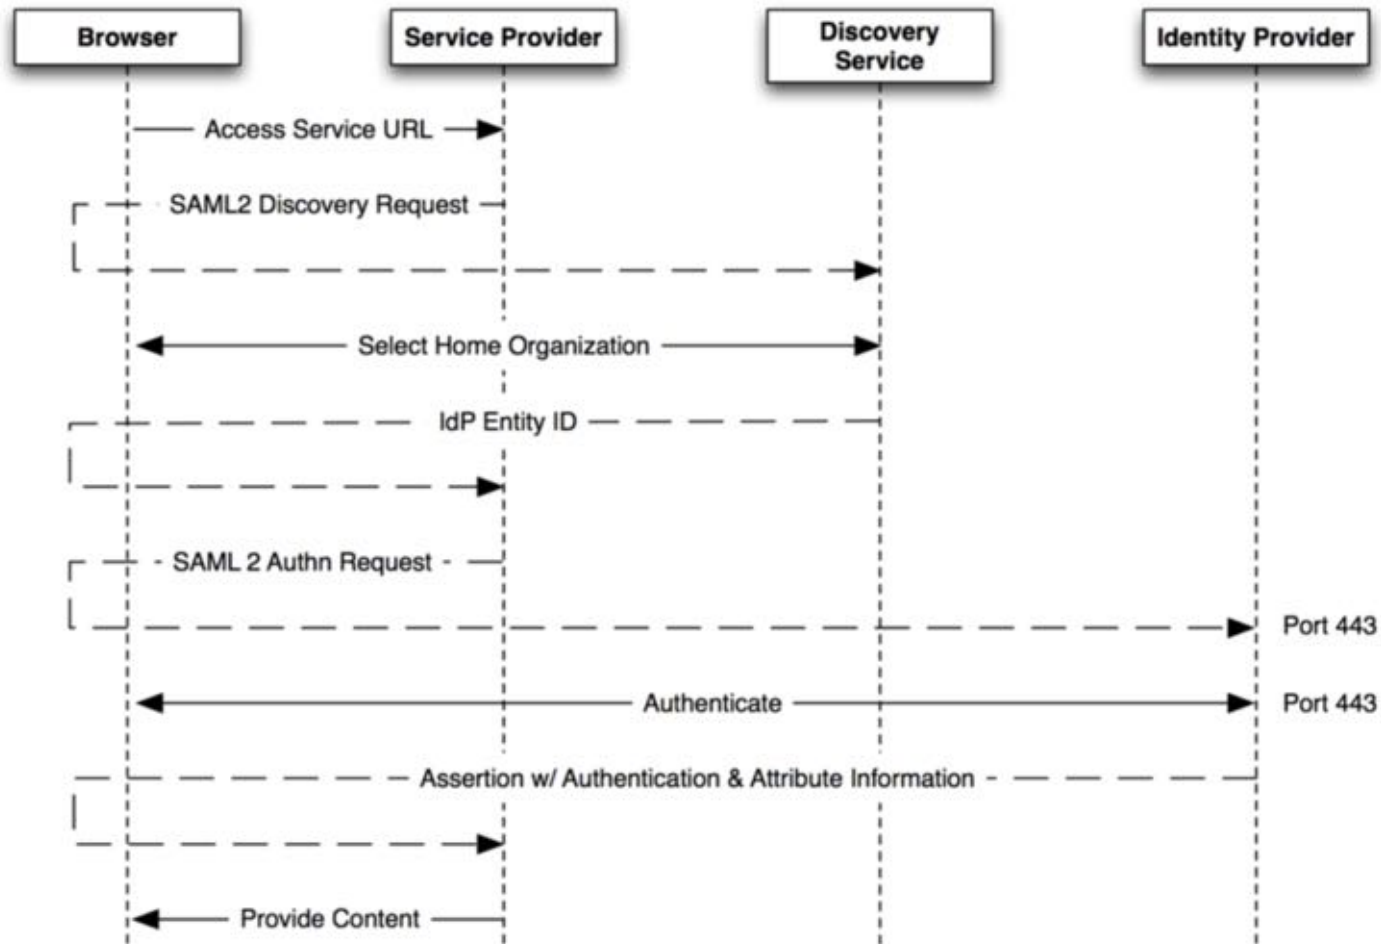 Browser
Service Provider
Discovery
Service
Identity Provider
Access Service URL
SAML2 Discovery Request
Select Home Organization
IdP Entity ID
SAML 2 Authn Request
Port 443
Authenticate
Port 443
Assertion w/ Authentication & Attribute Information
Provide Content